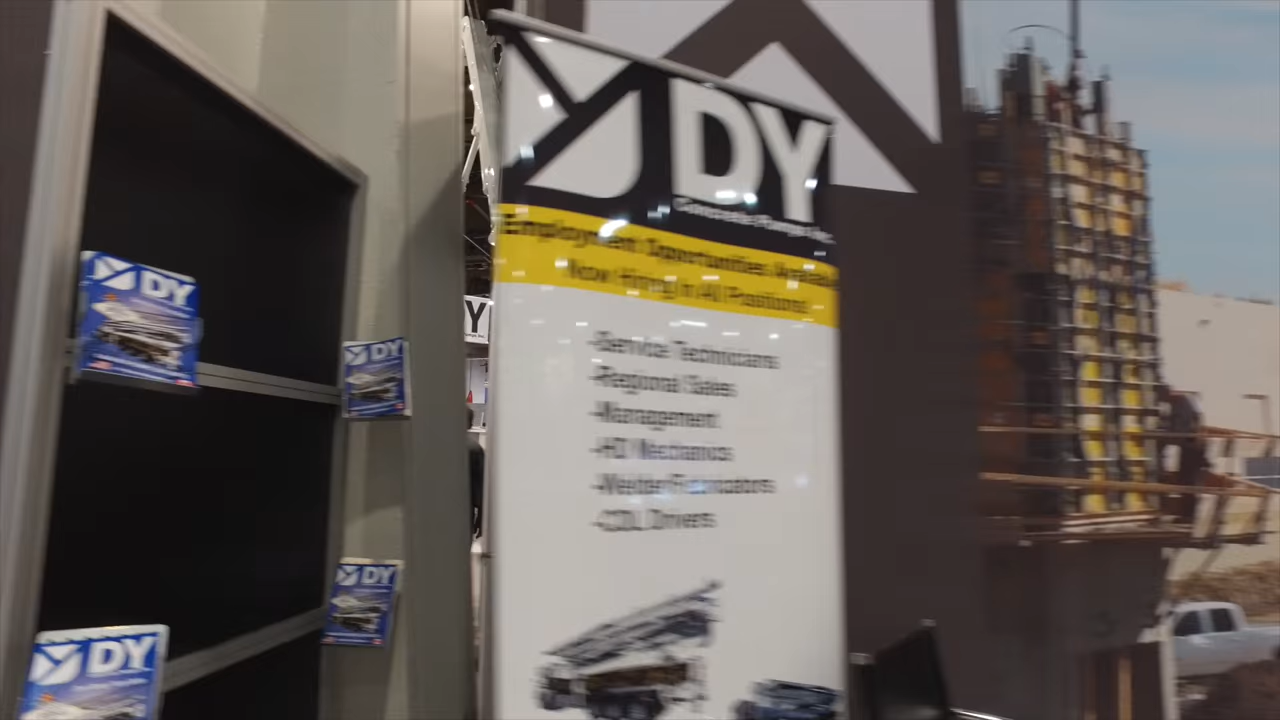 DY
Concrete Pumps Inc.
Employment Opportunities
Now Hiring in All Positions!
-Service Technicians
-Regional Sales
-Management
-HD Mechanics
-Welder Fabricators
-CDL Drivers
DY
DY
DY
DY
Y